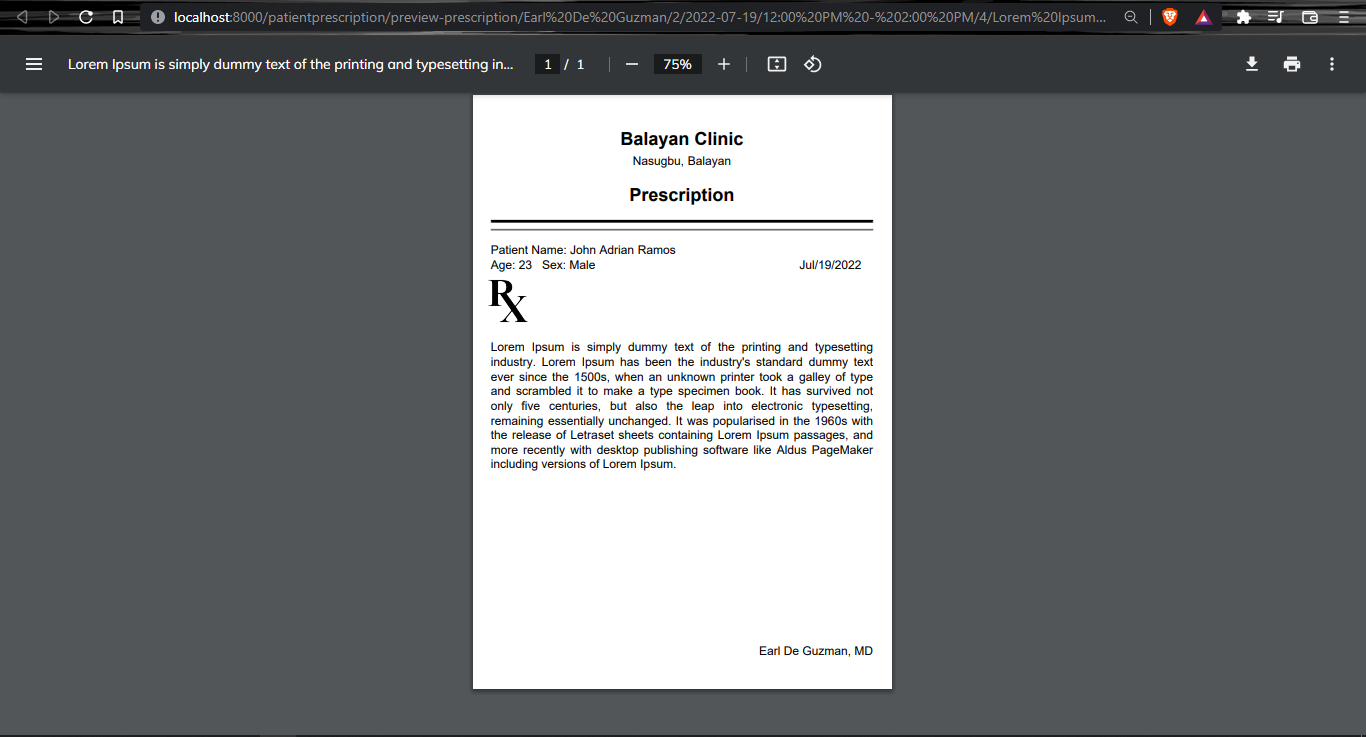 localhost:8000/patientprescription/preview-prescription/Earl%20De%20Guzman/2/2022-07-19/12:00%20PM%20-%202:00%20PM/4/Lorem%20Ipsum...
Lorem Ipsum is simply dummy text of the printing and typesetting in... 1 / 1 75%
Balayan Clinic
Nasugbu, Balayan
Prescription
Patient Name: John Adrian Ramos
Age: 23 Sex: Male Jul/19/2022
Rx
Lorem Ipsum is simply dummy text of the printing and typesetting
industry. Lorem Ipsum has been the industry's standard dummy text
ever since the 1500s, when an unknown printer took a galley of type
and scrambled it to make a type specimen book. It has survived not
only five centuries, but also the leap into electronic typesetting,
remaining essentially unchanged. It was popularised in the 1960s with
the release of Letraset sheets containing Lorem Ipsum passages, and
more recently with desktop publishing software like Aldus PageMaker
including versions of Lorem Ipsum.
Earl De Guzman, MD